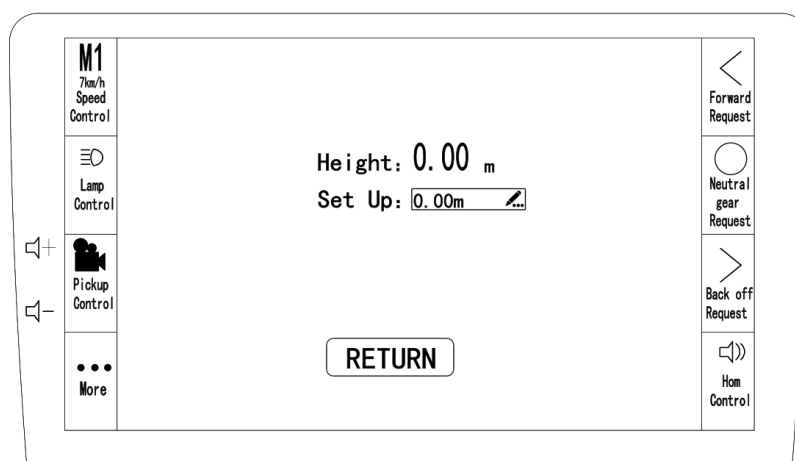 M1
7km/h
Speed
Control
Lamp
Control
Pickup
Control
More
Height: 0.00 m
Set Up: 0.00m
RETURN
Forward
Request
Neutral
gear
Request
Back off
Request
Hom
Control